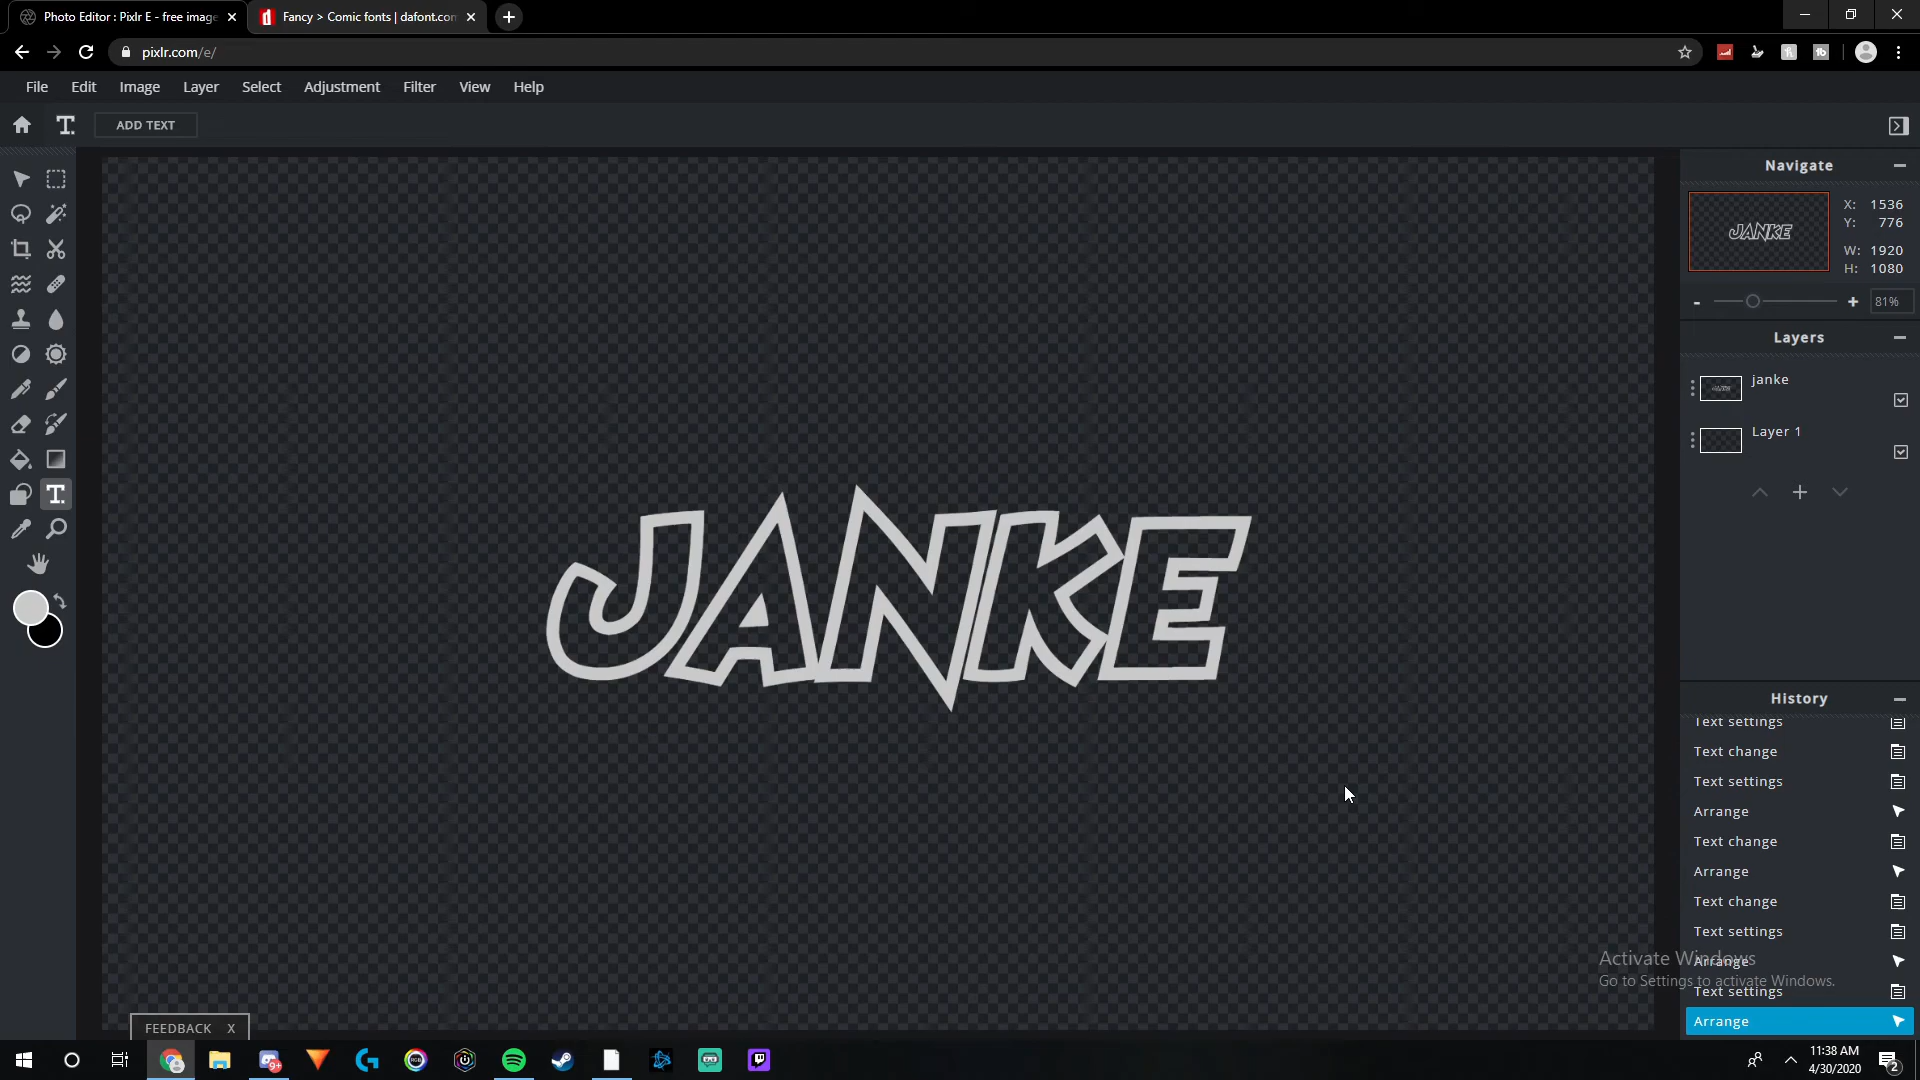 Photo Editor : Pixlr E - free image
Fancy > Comic fonts | dafont.com
pixlr.com/e/
File Edit Image Layer Select Adjustment Filter View Help
ADD TEXT
Navigate
X: 1536
Y: 776
W: 1920
H: 1080
81%
JANKE
Layers
janke
Layer 1
JANKE
History
Text settings
Text change
Text settings
Arrange
Text change
Arrange
Text change
Text settings
Arrange
Text settings
Arrange
Activate Windows
Go to Settings to activate Windows.
FEEDBACK X
9+
11:38 AM
4/30/2020
2